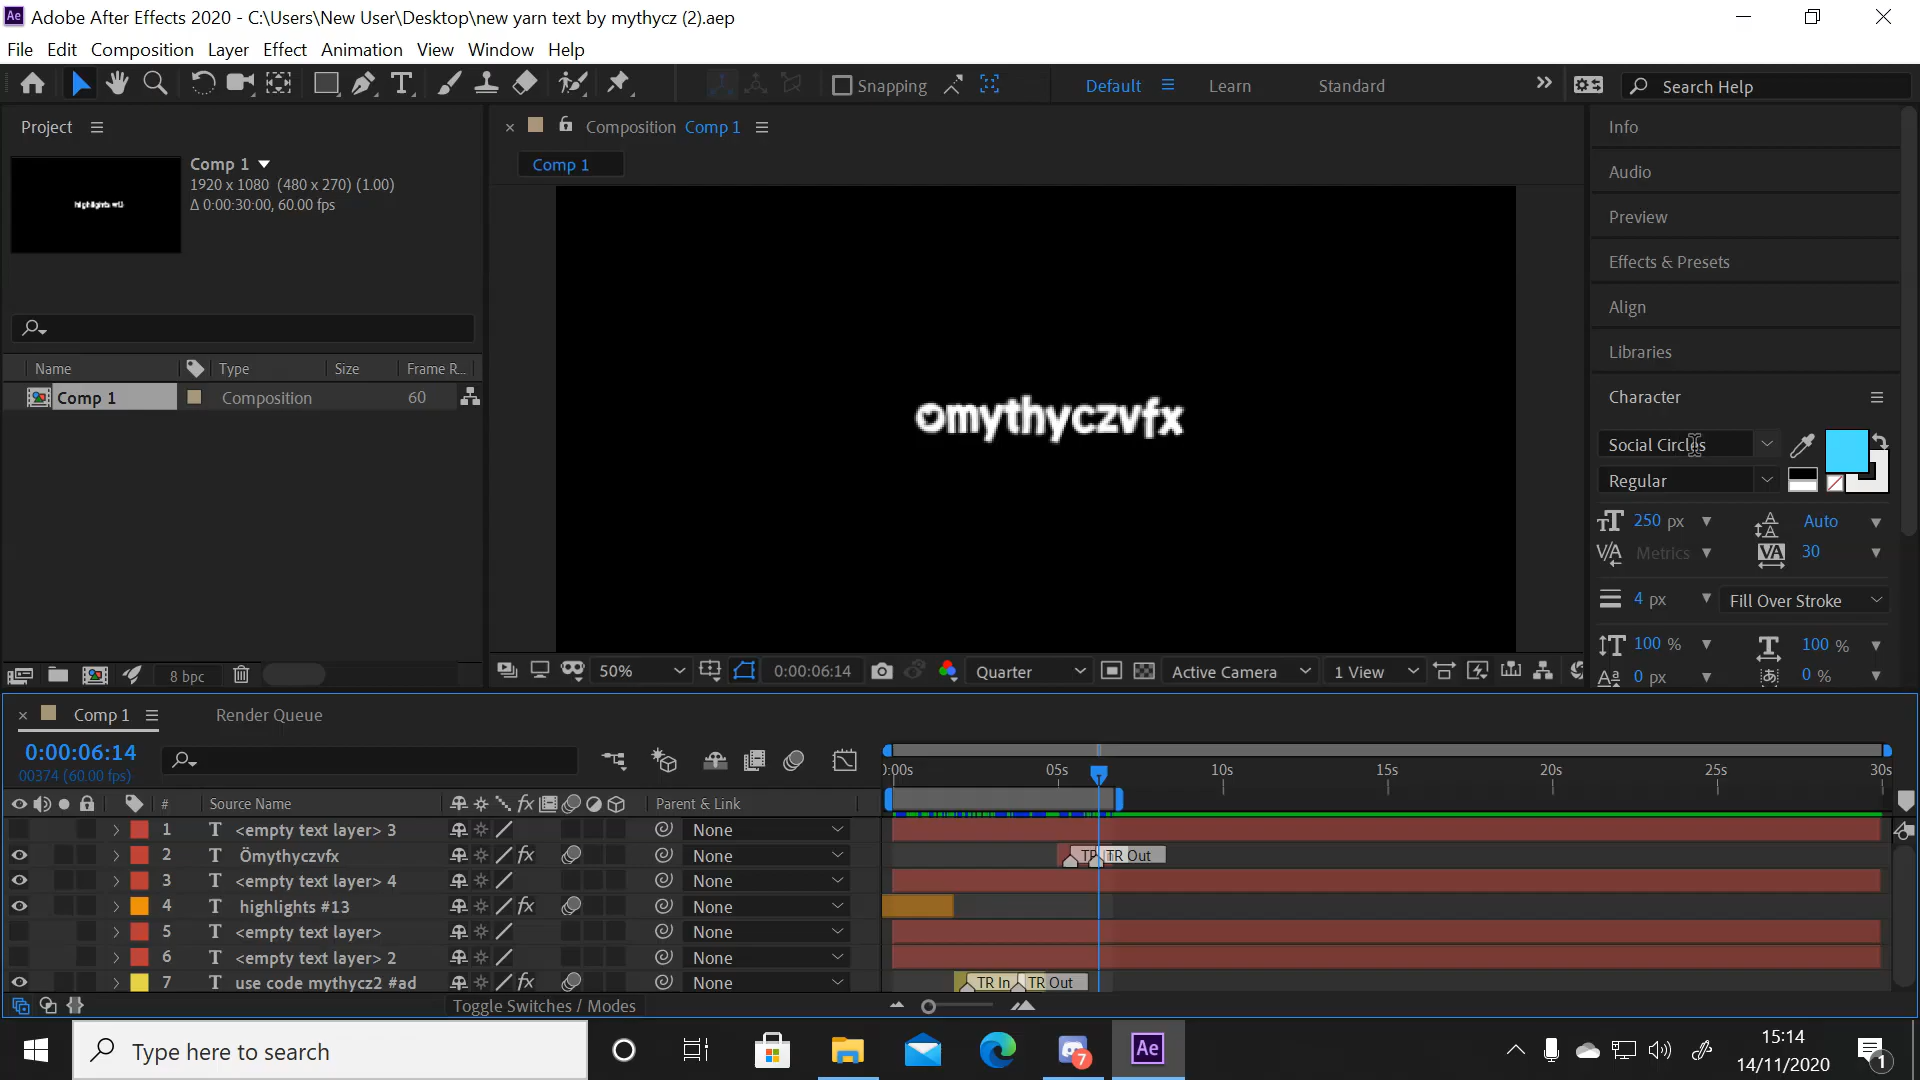 Adobe After Effects 2020 - C:\Users\New User\Desktop\new yarn text by mythycz (2).aep
File Edit Composition Layer Effect Animation View Window Help
Snapping Default Learn Standard Search Help
Project
Comp 1
1920 x 1080 (480 x 270) (1.00)
Δ 0:00:30:00, 60.00 fps
highlights #13
Name Type Size Frame R...
Comp 1 Composition 60
8 bpc
Composition Comp 1
Comp 1
omythyczvfx
50% 0:00:06:14 Quarter Active Camera 1 View
Info
Audio
Preview
Effects & Presets
Align
Libraries
Character
Social Circles
Regular
250 px Auto
Metrics 30
4 px Fill Over Stroke
100 % 100 %
0 px 0 %
Comp 1 Render Queue
0:00:06:14
00374 (60.00 fps)
):00s 05s 10s 15s 20s 25s 30s
# Source Name Parent & Link
1 T <empty text layer> 3 None
2 T Ömythyczvfx fx None TR TR Out
3 T <empty text layer> 4 None
4 T highlights #13 fx None
5 T <empty text layer> None
6 T <empty text layer> 2 None
7 T use code mythycz2 #ad fx None TR In TR Out
Toggle Switches / Modes
Type here to search
7
Ae
15:14
14/11/2020
1